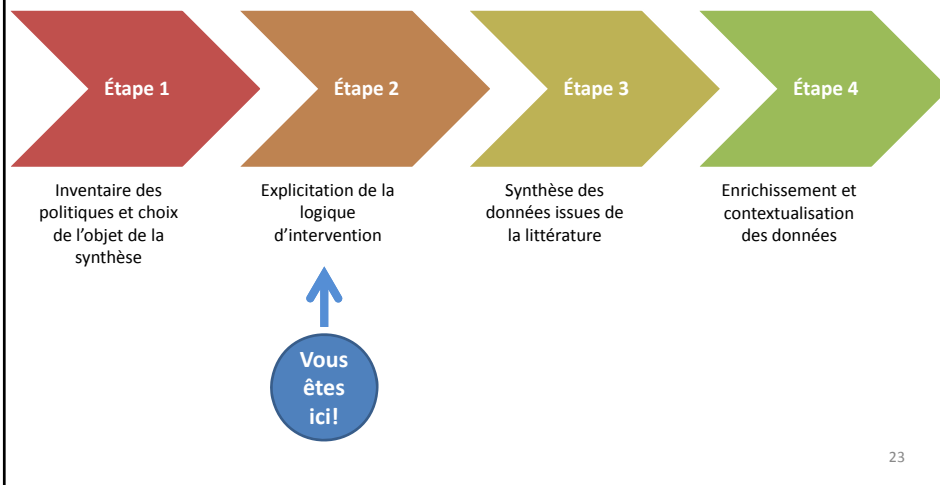 Étape 1
Étape 2
Étape 3
Étape 4
Inventaire des
politiques et choix
de l’objet de la
synthèse
Explicitation de la
logique
d’intervention
Synthèse des
données issues de
la littérature
Enrichissement et
contextualisation
des données
Vous
êtes
ici!
23